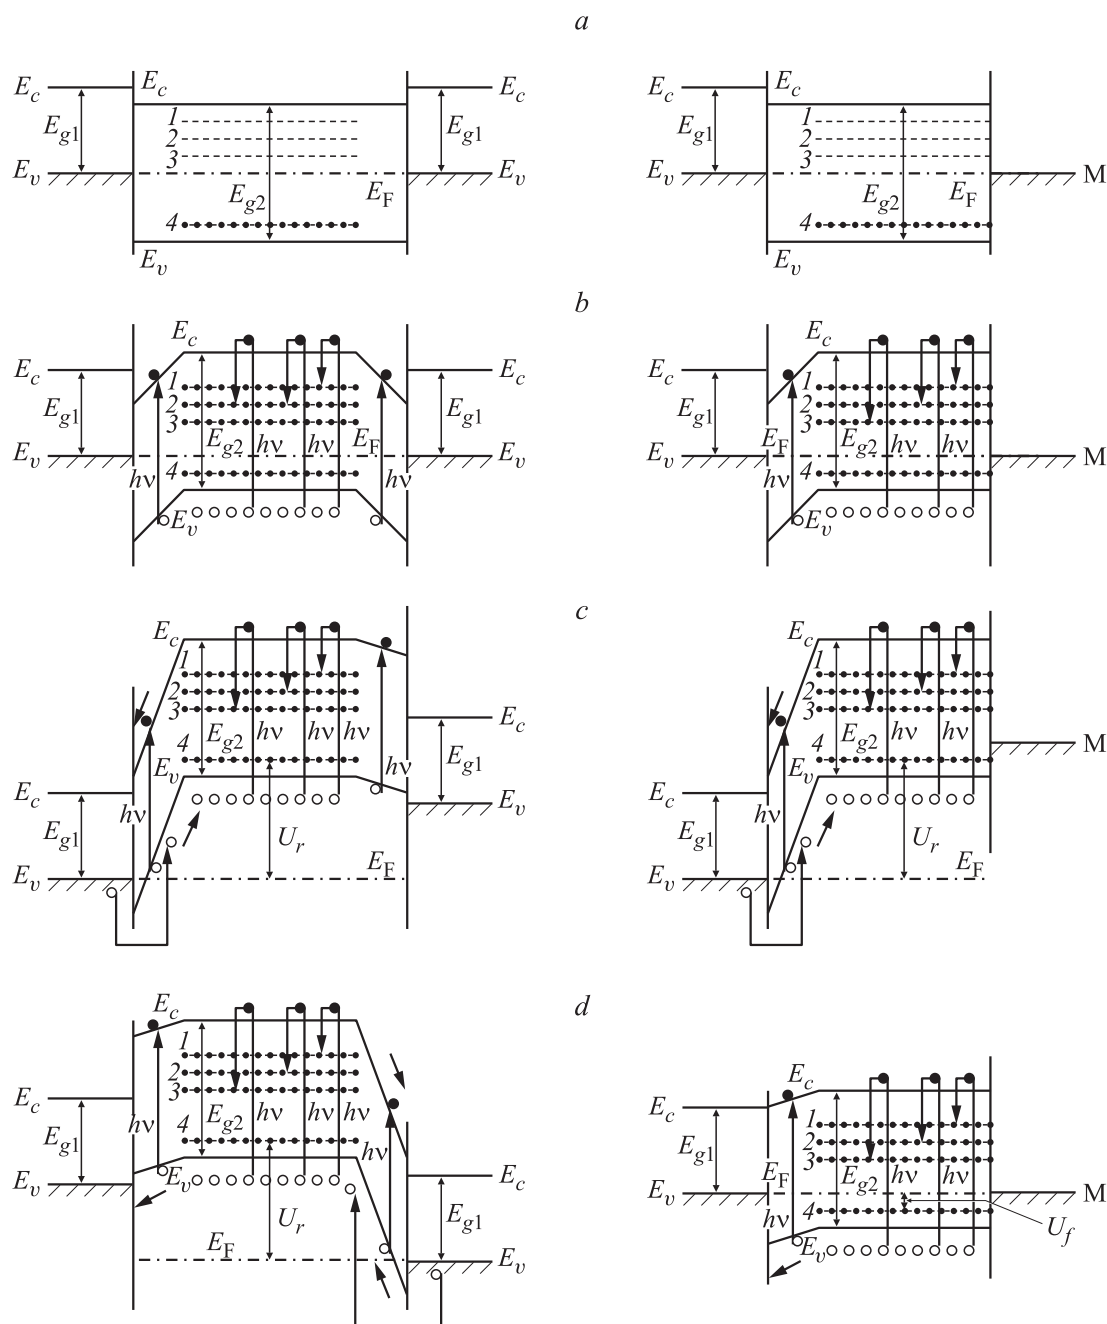 a
E_c E_c E_c E_c E_c
1 1
E_g1 2 E_g1 E_g1 2
3 3
E_v E_v E_v M
E_g2 E_F E_g2 E_F
4 4
E_v E_v
b
E_c E_c
E_c E_c E_c
1 1
E_g1 2 E_g1 E_g1 2
3 E_g2 hν hν E_F 3 E_F E_g2 hν hν
E_v E_v E_v M
4 4
hν hν hν
E_v E_v
c
E_c E_c
1 1
2 2
3 3
E_c
E_g2 hν hν hν E_g2 hν hν
4 E_g1 4 M
E_v hν E_v
E_c E_v E_c
hν hν
E_g1 U_r E_g1 U_r
E_v E_F E_v E_F
d
E_c
1
2
3 E_c
E_c E_c
hν E_g2 hν hν hν 1
E_g1 4 hν E_g1 2
3
E_v E_v E_c E_F E_g2 hν hν
E_v M
U_r E_g1 4
hν U_f
E_F E_v
E_v